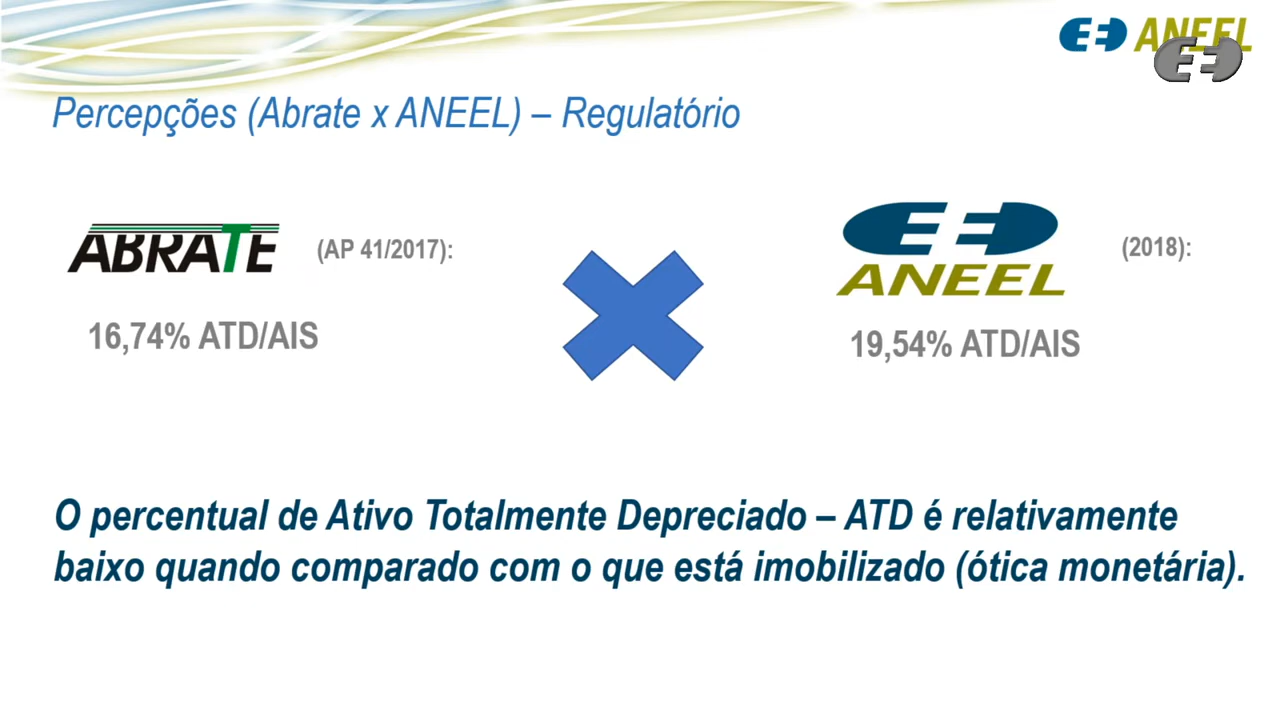 ANEEL
Percepções (Abrate x ANEEL) – Regulatório
ABRATE (AP 41/2017):
16,74% ATD/AIS
ANEEL (2018):
19,54% ATD/AIS
O percentual de Ativo Totalmente Depreciado – ATD é relativamente
baixo quando comparado com o que está imobilizado (ótica monetária).